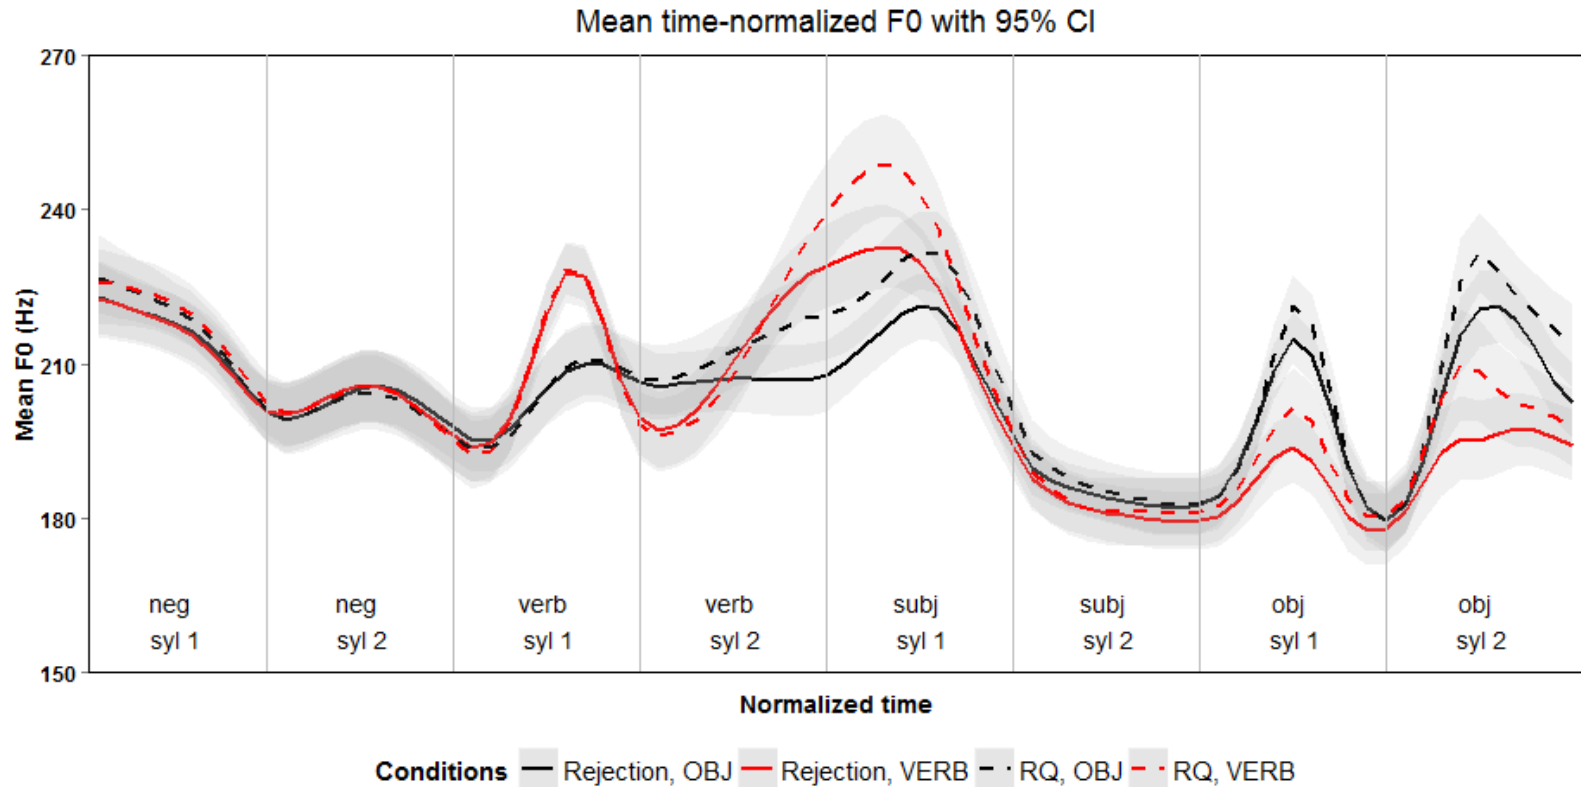 Mean time-normalized F0 with 95% CI
Mean F0 (Hz)
270
240
210
180
150
neg neg verb verb subj subj obj obj
syl 1 syl 2 syl 1 syl 2 syl 1 syl 2 syl 1 syl 2
Normalized time
Conditions Rejection, OBJ Rejection, VERB RQ, OBJ RQ, VERB